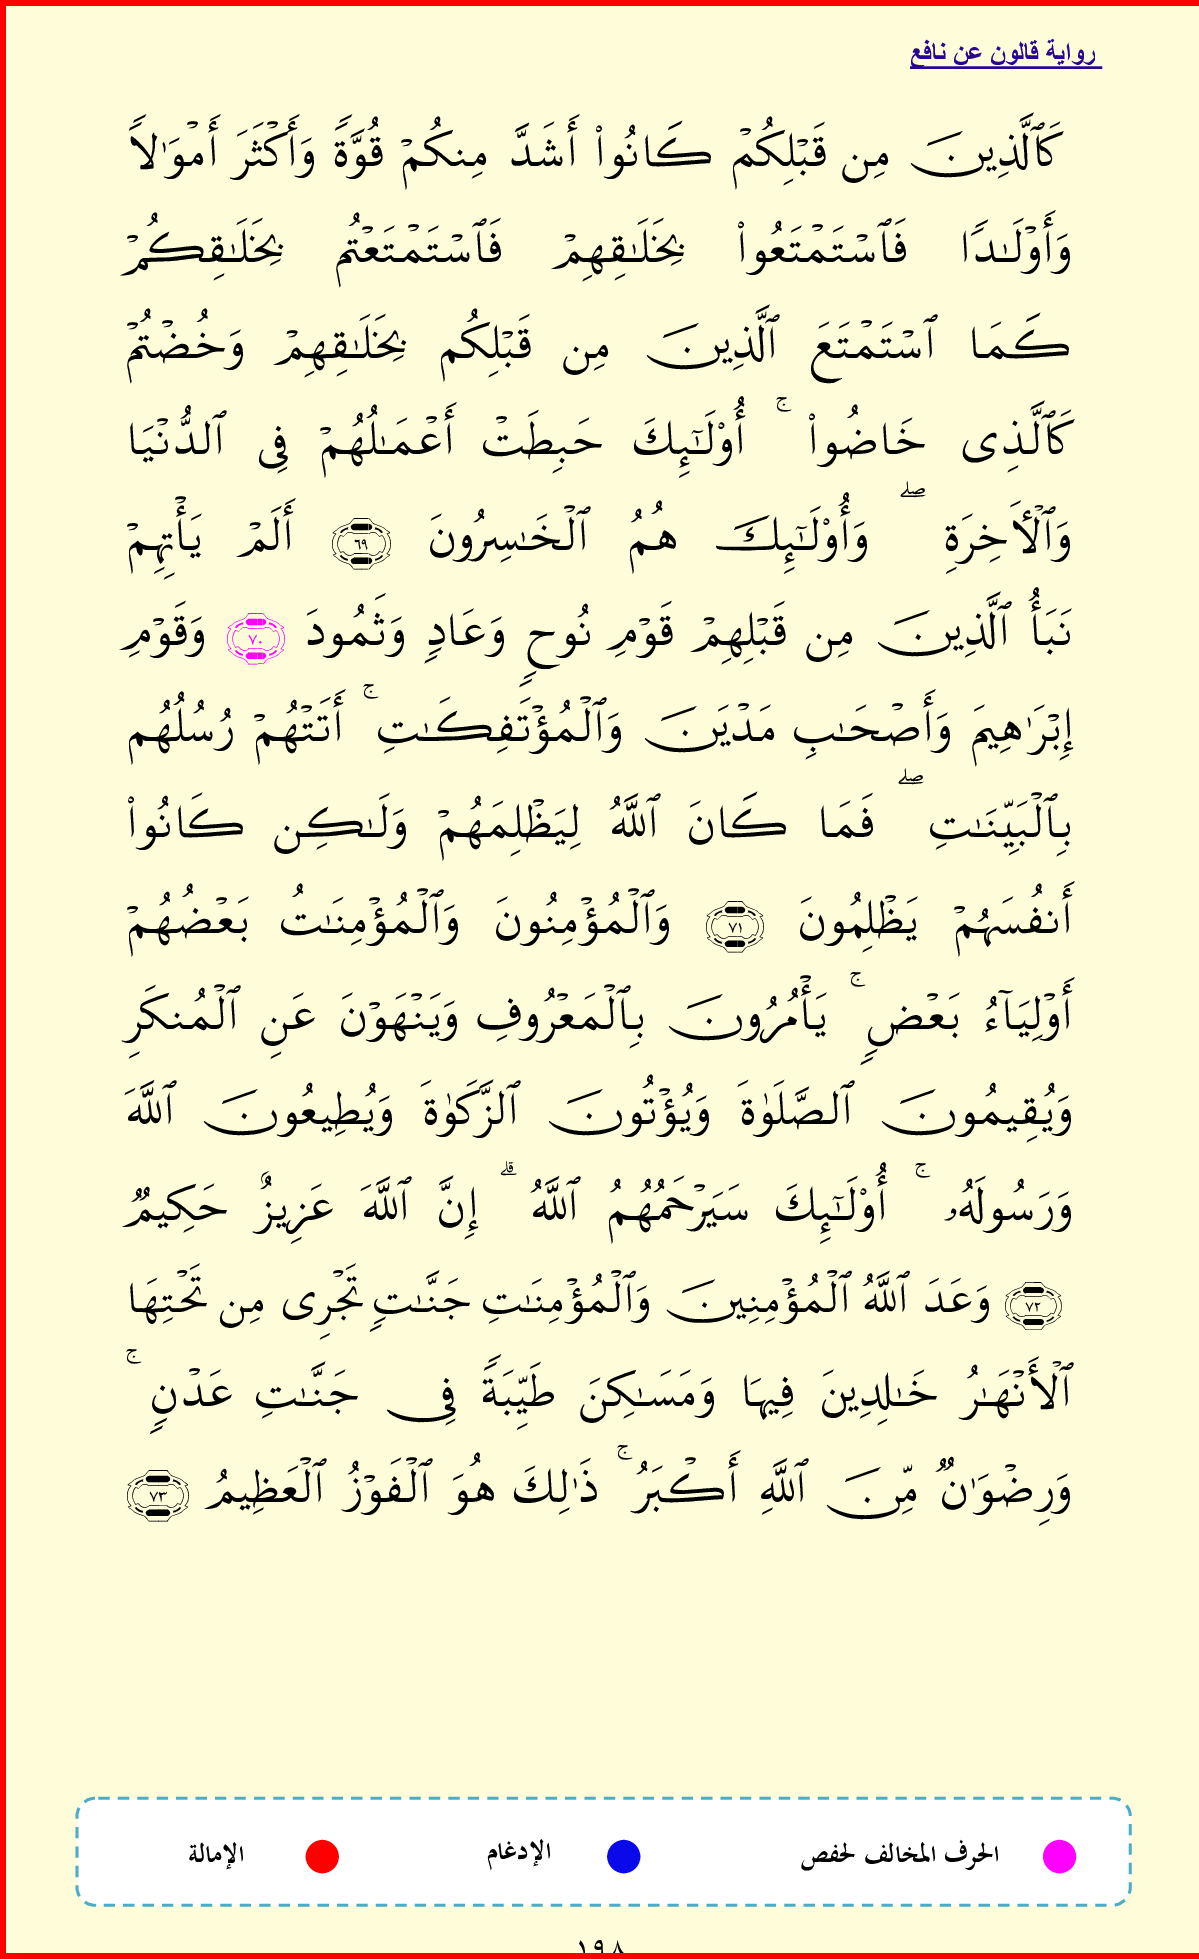 رواية قالون عن نافع
كَٱلَّذِينَ مِن قَبْلِكُمْ كَانُواْ أَشَدَّ مِنكُمْ قُوَّةً وَأَكْثَرَ أَمْوَٰلاً
وَأَوْلَٰدًا فَٱسْتَمْتَعُواْ بِخَلَٰقِهِمْ فَٱسْتَمْتَعْتُم بِخَلَٰقِكُمْ
كَمَا ٱسْتَمْتَعَ ٱلَّذِينَ مِن قَبْلِكُم بِخَلَٰقِهِمْ وَخُضْتُمْ
كَٱلَّذِى خَاضُواْ ۚ أُوْلَٰٓئِكَ حَبِطَتْ أَعْمَٰلُهُمْ فِى ٱلدُّنْيَا
وَٱلْأَخِرَةِ ۖ وَأُوْلَٰٓئِكَ هُمُ ٱلْخَٰسِرُونَ ٦٩ أَلَمْ يَأْتِهِمْ
نَبَأُ ٱلَّذِينَ مِن قَبْلِهِمْ قَوْمِ نُوحٍ وَعَادٍ وَثَمُودَ ٧٠ وَقَوْمِ
إِبْرَٰهِيمَ وَأَصْحَٰبِ مَدْيَنَ وَٱلْمُؤْتَفِكَٰتِ ۚ أَتَتْهُمْ رُسُلُهُم
بِٱلْبَيِّنَٰتِ ۖ فَمَا كَانَ ٱللَّهُ لِيَظْلِمَهُمْ وَلَٰكِن كَانُواْ
أَنفُسَهُمْ يَظْلِمُونَ ٧١ وَٱلْمُؤْمِنُونَ وَٱلْمُؤْمِنَٰتُ بَعْضُهُمْ
أَوْلِيَآءُ بَعْضٍ ۚ يَأْمُرُونَ بِٱلْمَعْرُوفِ وَيَنْهَوْنَ عَنِ ٱلْمُنكَرِ
وَيُقِيمُونَ ٱلصَّلَوٰةَ وَيُؤْتُونَ ٱلزَّكَوٰةَ وَيُطِيعُونَ ٱللَّهَ
وَرَسُولَهُۥ ۚ أُوْلَٰٓئِكَ سَيَرْحَمُهُمُ ٱللَّهُ ۗ إِنَّ ٱللَّهَ عَزِيزٌ حَكِيمٌ
٧٢ وَعَدَ ٱللَّهُ ٱلْمُؤْمِنِينَ وَٱلْمُؤْمِنَٰتِ جَنَّٰتٍ تَجْرِى مِن تَحْتِهَا
ٱلْأَنْهَٰرُ خَٰلِدِينَ فِيهَا وَمَسَٰكِنَ طَيِّبَةً فِى جَنَّٰتِ عَدْنٍ ۚ
وَرِضْوَٰنٌ مِّنَ ٱللَّهِ أَكْبَرُ ۚ ذَٰلِكَ هُوَ ٱلْفَوْزُ ٱلْعَظِيمُ ٧٣
الحرف المخالف لحفص الإدغام الإمالة
١٩٨